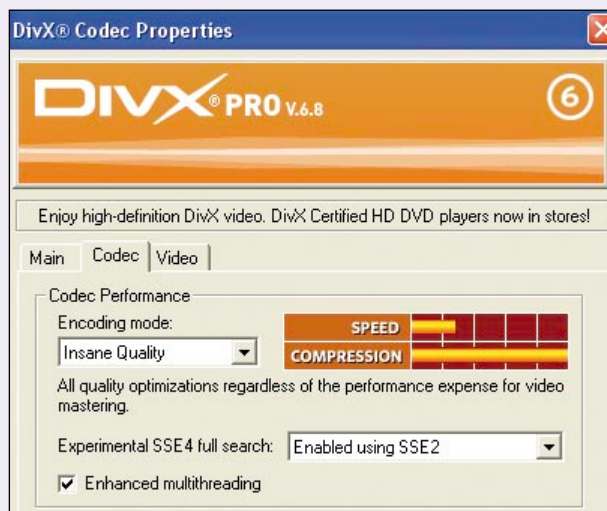 DivX® Codec Properties
DIVX® PRO V.6.8
6
Enjoy high-definition DivX video. DivX Certified HD DVD players now in stores!
Main Codec Video
Codec Performance
Encoding mode:
SPEED
Insane Quality
COMPRESSION
All quality optimizations regardless of the performance expense for video
mastering.
Experimental SSE4 full search: Enabled using SSE2
Enhanced multithreading